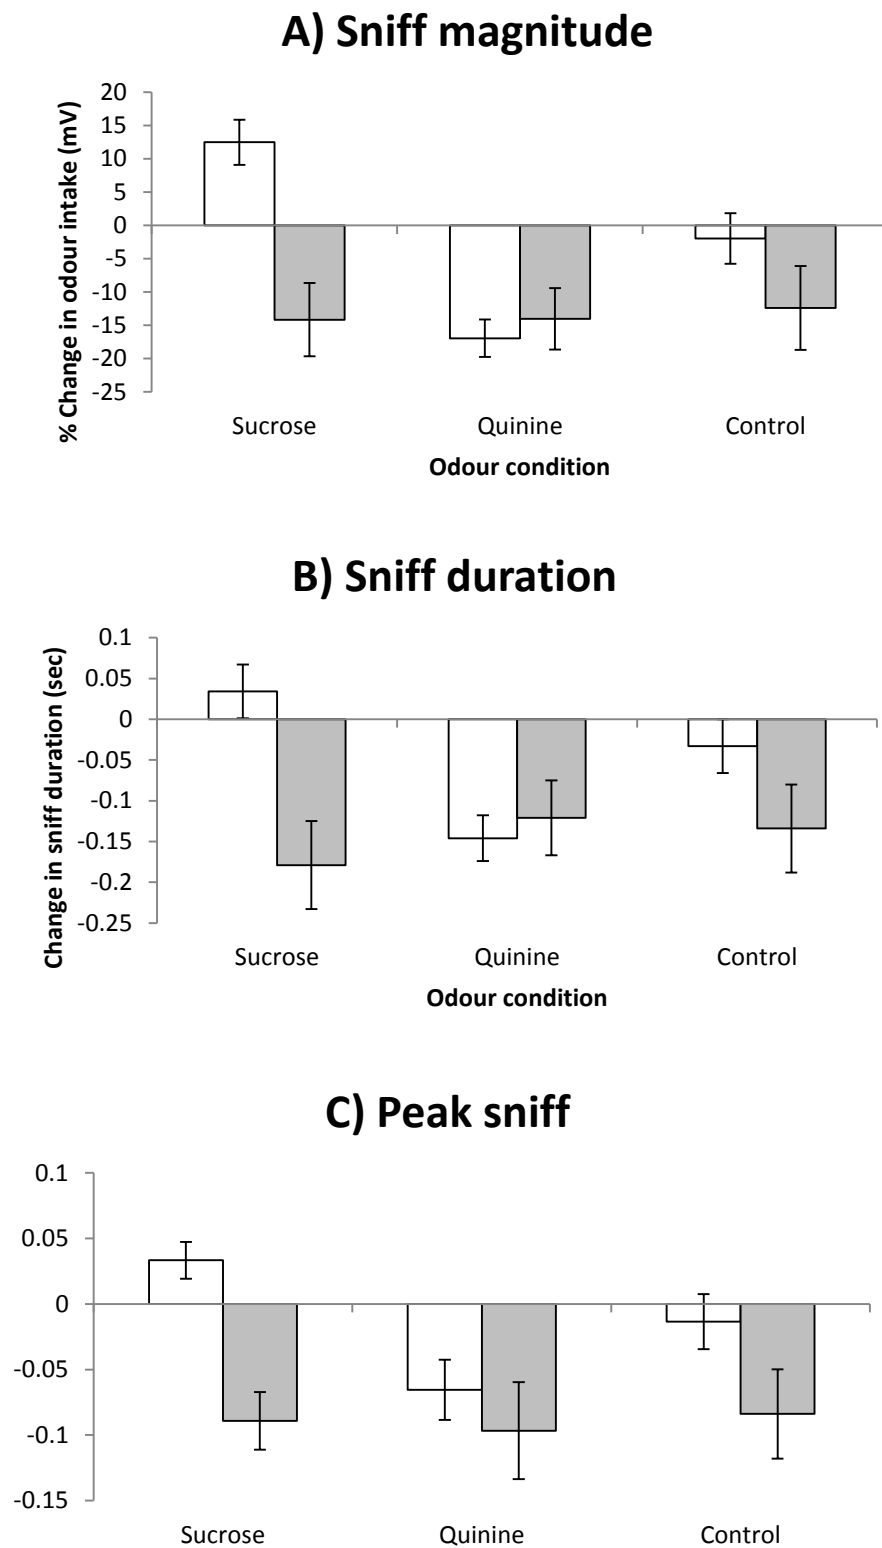 A) Sniff magnitude
% Change in odour intake (mV)
20
15
10
5
0
-5
-10
-15
-20
-25
Sucrose Quinine Control
Odour condition
B) Sniff duration
Change in sniff duration (sec)
0.1
0.05
0
-0.05
-0.1
-0.15
-0.2
-0.25
Sucrose Quinine Control
Odour condition
C) Peak sniff
0.1
0.05
0
-0.05
-0.1
-0.15
Sucrose Quinine Control